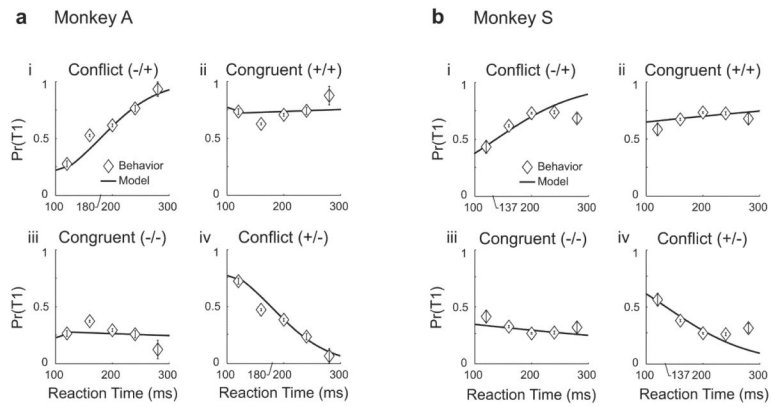 a Monkey A
b Monkey S
i Conflict (-/+)
ii Congruent (+/+)
Pr(T1)
1
0.5
0
Behavior
Model
100 180 200 300
1
0.5
0
100 200 300
iii Congruent (-/-)
iv Conflict (+/-)
Pr(T1)
1
0.5
0
100 200 300
1
0.5
0
100 180 200 300
Reaction Time (ms)
Reaction Time (ms)
i Conflict (-/+)
ii Congruent (+/+)
Pr(T1)
1
0.5
0
Behavior
Model
100 137 200 300
1
0.5
0
100 200 300
iii Congruent (-/-)
iv Conflict (+/-)
Pr(T1)
1
0.5
0
100 200 300
1
0.5
0
100 137 200 300
Reaction Time (ms)
Reaction Time (ms)